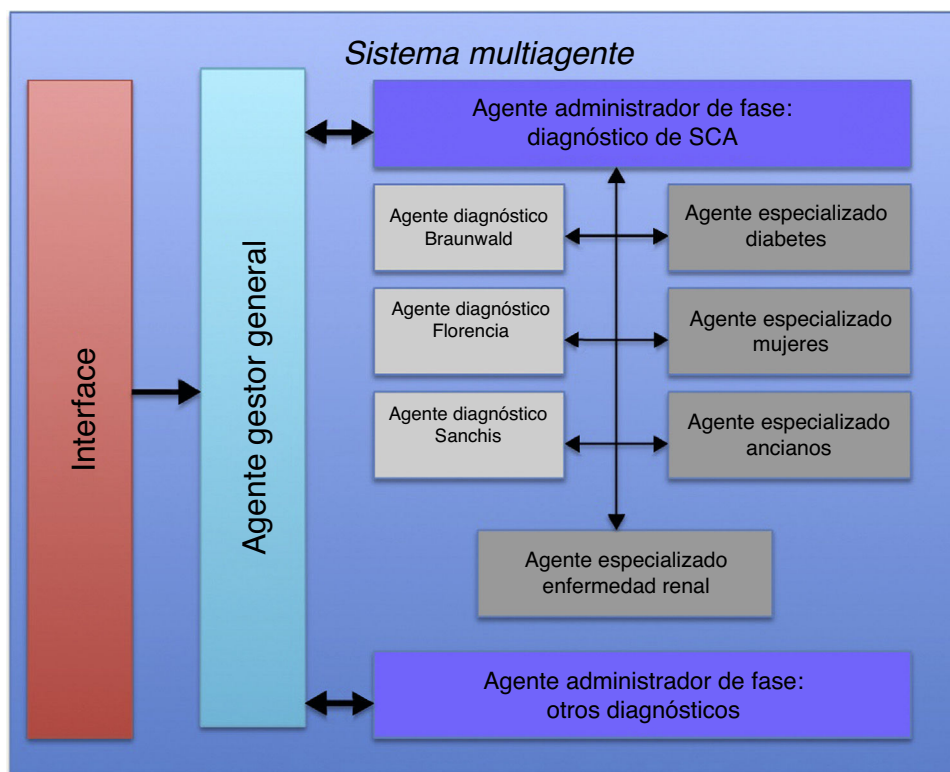 Sistema multiagente
Interface
Agente gestor general
Agente administrador de fase:
diagnóstico de SCA
Agente diagnóstico
Braunwald
Agente especializado
diabetes
Agente diagnóstico
Florencia
Agente especializado
mujeres
Agente diagnóstico
Sanchis
Agente especializado
ancianos
Agente especializado
enfermedad renal
Agente administrador de fase:
otros diagnósticos